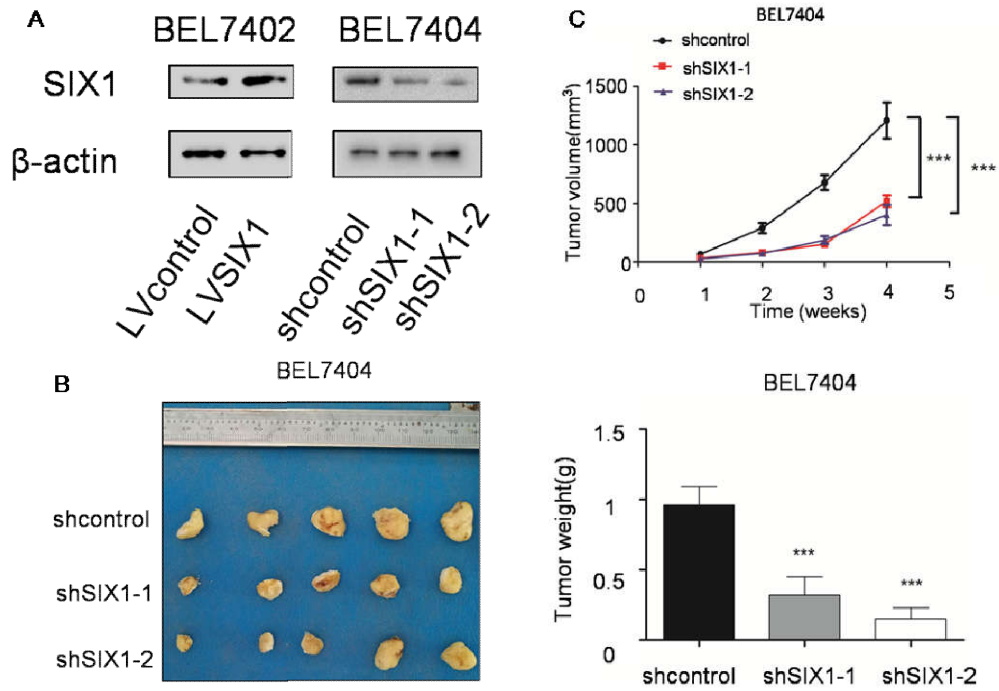 A
BEL7402 BEL7404
SIX1
β-actin
LVcontrol
LVSIX1
shcontrol
shSIX1-1
shSIX1-2
B
BEL7404
shcontrol
shSIX1-1
shSIX1-2
C
BEL7404
shcontrol
shSIX1-1
shSIX1-2
Tumor volume(mm³)
1500
1000
500
0
0 1 2 3 4 5
Time (weeks)
***
***
BEL7404
Tumor weight(g)
1.5
1
0.5
0
***
***
shcontrol shSIX1-1 shSIX1-2